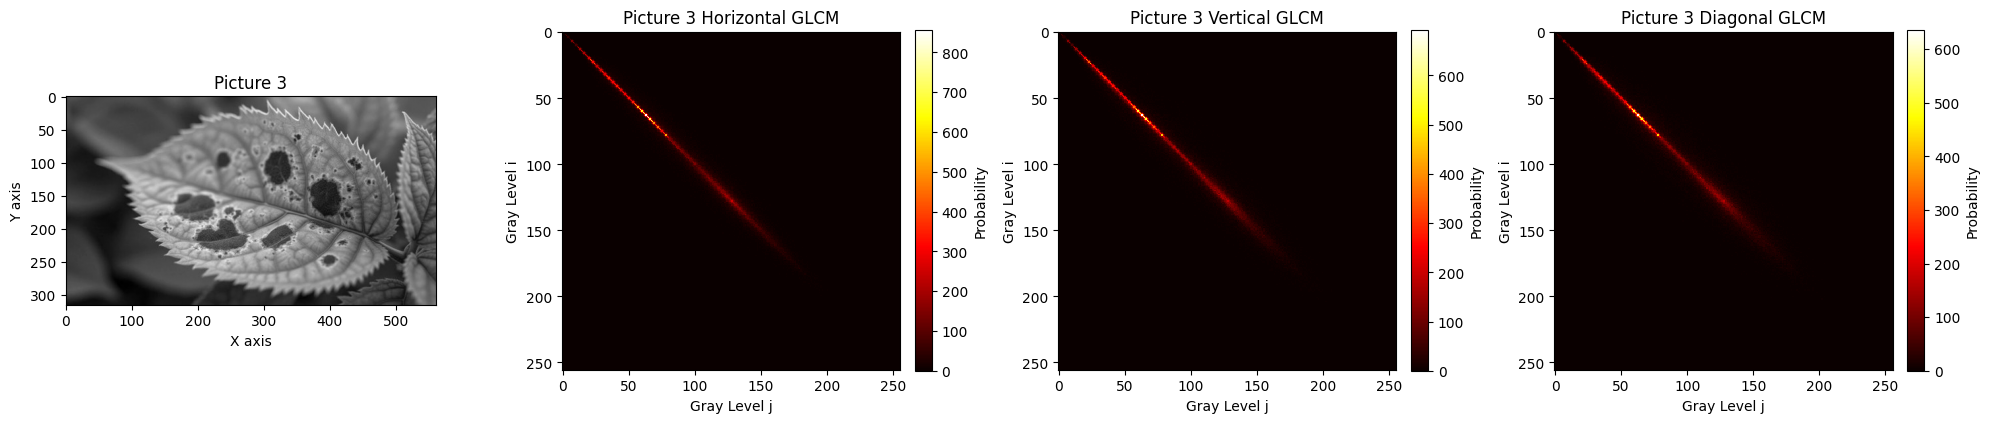 Picture 3
0
50
100
150
200
250
300
Y axis
0 100 200 300 400 500
X axis
Picture 3 Horizontal GLCM
0
50
100
150
200
250
Gray Level i
0 50 100 150 200 250
Gray Level j
800
700
600
500
400
300
200
100
0
Probability
Picture 3 Vertical GLCM
0
50
100
150
200
250
Gray Level i
0 50 100 150 200 250
Gray Level j
600
500
400
300
200
100
0
Probability
Picture 3 Diagonal GLCM
0
50
100
150
200
250
Gray Level i
0 50 100 150 200 250
Gray Level j
600
500
400
300
200
100
0
Probability